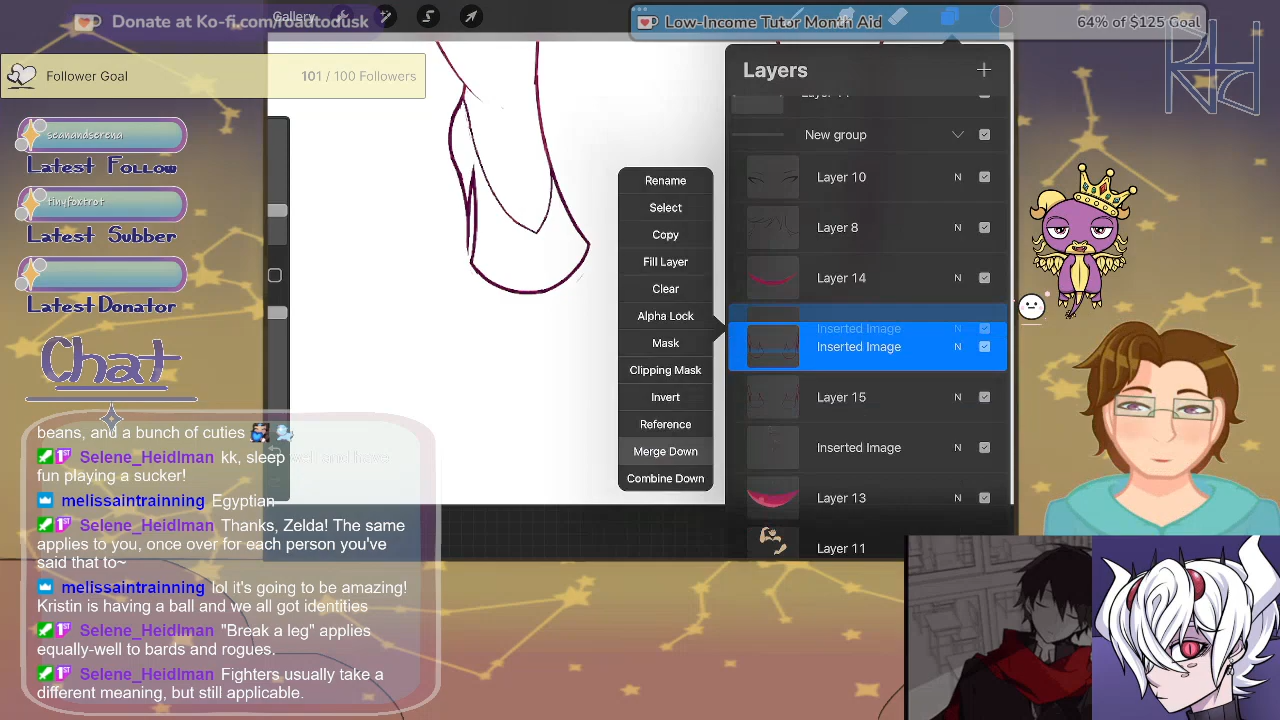 Donate at Ko-fi.com/roadtodusk
Gallery
Low-Income Tutor Month Aid
64% of $125 Goal
Follower Goal
101 / 100 Followers
seanandserena
Latest Follow
tinyfoxtrot
Latest Subber
Latest Donator
Chat
beans, and a bunch of cuties
Selene_Heidlman kk, sleep well and have
fun playing a sucker!
melissaintrainning Egyptian
Selene_Heidlman Thanks, Zelda! The same
applies to you, once over for each person you've
said that to~
melissaintrainning lol it's going to be amazing!
Kristin is having a ball and we all got identities
Selene_Heidlman "Break a leg" applies
equally-well to bards and rogues.
Selene_Heidlman Fighters usually take a
different meaning, but still applicable.
Rename
Select
Copy
Fill Layer
Clear
Alpha Lock
Mask
Clipping Mask
Invert
Reference
Merge Down
Combine Down
Layers
New group
Layer 10 N
Layer 8 N
Layer 14 N
Inserted Image N
Inserted Image N
Layer 15 N
Inserted Image N
Layer 13 N
Layer 11